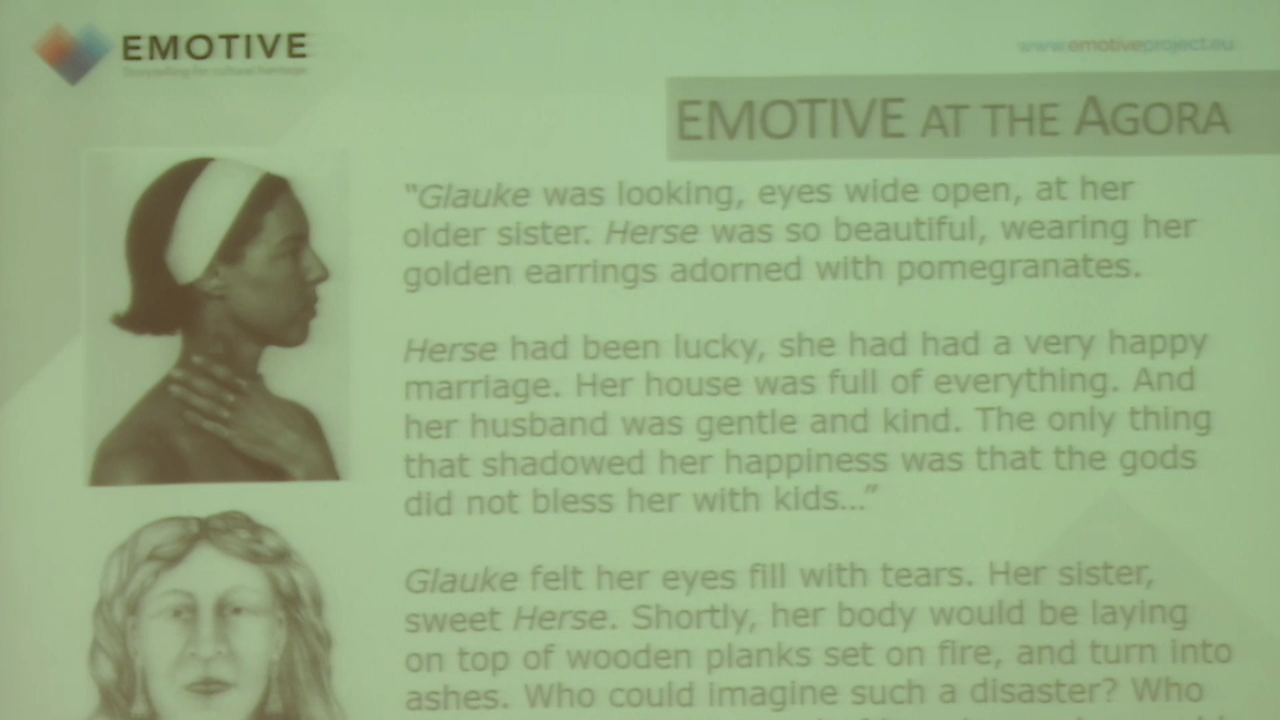 EMOTIVE
Storytelling for cultural heritage
www.emotiveproject.eu
EMOTIVE AT THE AGORA
"Glauke was looking, eyes wide open, at her
older sister. Herse was so beautiful, wearing her
golden earrings adorned with pomegranates.
Herse had been lucky, she had had a very happy
marriage. Her house was full of everything. And
her husband was gentle and kind. The only thing
that shadowed her happiness was that the gods
did not bless her with kids..."
Glauke felt her eyes fill with tears. Her sister,
sweet Herse. Shortly, her body would be laying
on top of wooden planks set on fire, and turn into
ashes. Who could imagine such a disaster? Who